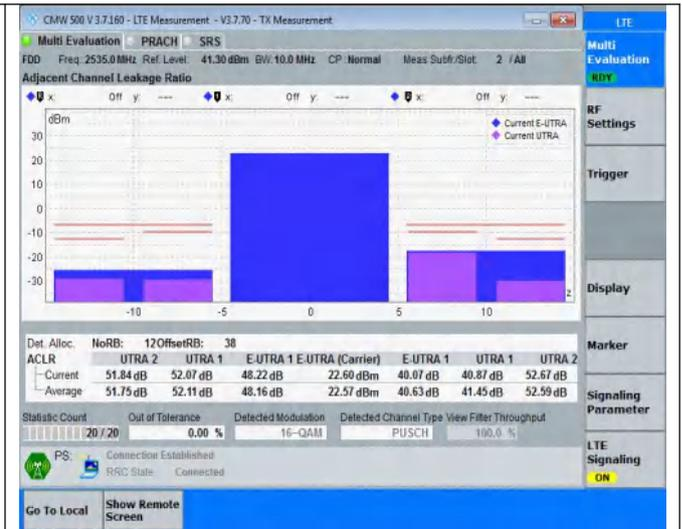 CMW 500 V 3.7.160 - LTE Measurement - V3.7.70 - TX Measurement
LTE
Multi Evaluation PRACH SRS
Multi Evaluation
RDY
FDD Freq.:2535.0 MHz Ref. Level: 41.30 dBm BW: 10.0 MHz CP :Normal Meas Subfr./Slot: 2 / All
Adjacent Channel Leakage Ratio
x: Off y: --- x: Off y: --- x: Off y: ---
dBm
Current E-UTRA
Current UTRA
30
20
10
0
-10
-20
-30
-10 -5 0 5 10
RF Settings
Trigger
Display
Marker
Signaling Parameter
LTE Signaling
ON
Det. Alloc. NoRB: 12OffsetRB: 38
ACLR UTRA 2 UTRA 1 E-UTRA 1 E-UTRA (Carrier) E-UTRA 1 UTRA 1 UTRA 2
Current 51.84 dB 52.07 dB 48.22 dB 22.60 dBm 40.07 dB 40.87 dB 52.67 dB
Average 51.75 dB 52.11 dB 48.16 dB 22.57 dBm 40.63 dB 41.45 dB 52.59 dB
Statistic Count Out of Tolerance Detected Modulation Detected Channel Type View Filter Throughput
20 / 20 0.00 % 16-QAM PUSCH 100.0 %
PS: Connection Established
RRC State Connected
Go To Local Show Remote Screen